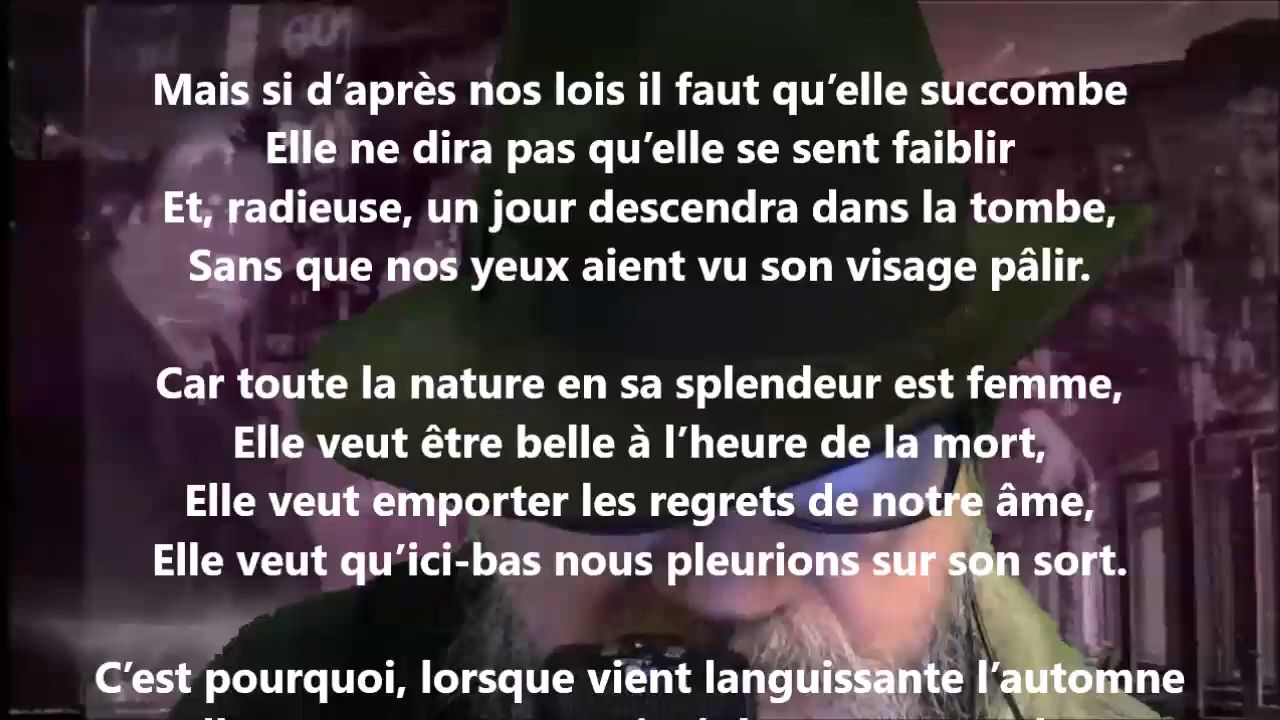 Mais si d’après nos lois il faut qu’elle succombe
Elle ne dira pas qu’elle se sent faiblir
Et, radieuse, un jour descendra dans la tombe,
Sans que nos yeux aient vu son visage pâlir.
Car toute la nature en sa splendeur est femme,
Elle veut être belle à l’heure de la mort,
Elle veut emporter les regrets de notre âme,
Elle veut qu’ici-bas nous pleurions sur son sort.
C’est pourquoi, lorsque vient languissante l’automne